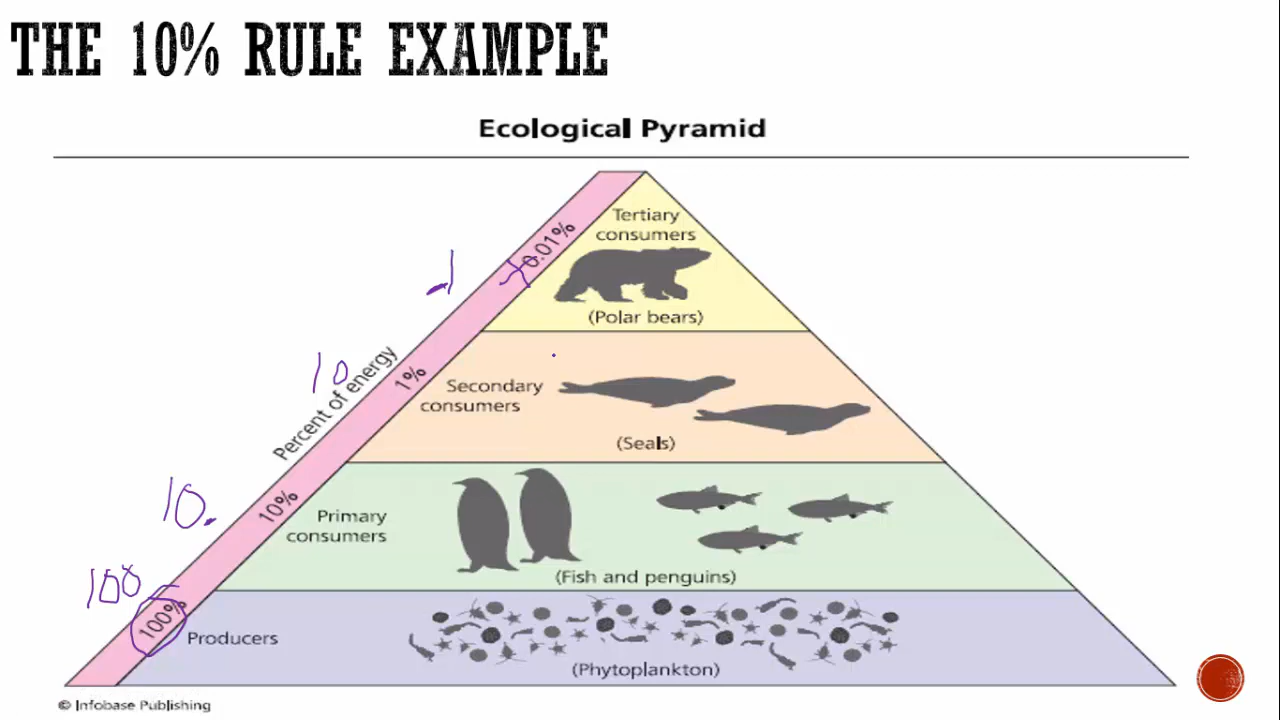 THE 10% RULE EXAMPLE
Ecological Pyramid
Tertiary
consumers
0.01%
(Polar bears)
Percent of energy
1%
Secondary
consumers
(Seals)
10%
Primary
consumers
(Fish and penguins)
100%
Producers
(Phytoplankton)
.1
10
10.
100
© Infobase Publishing